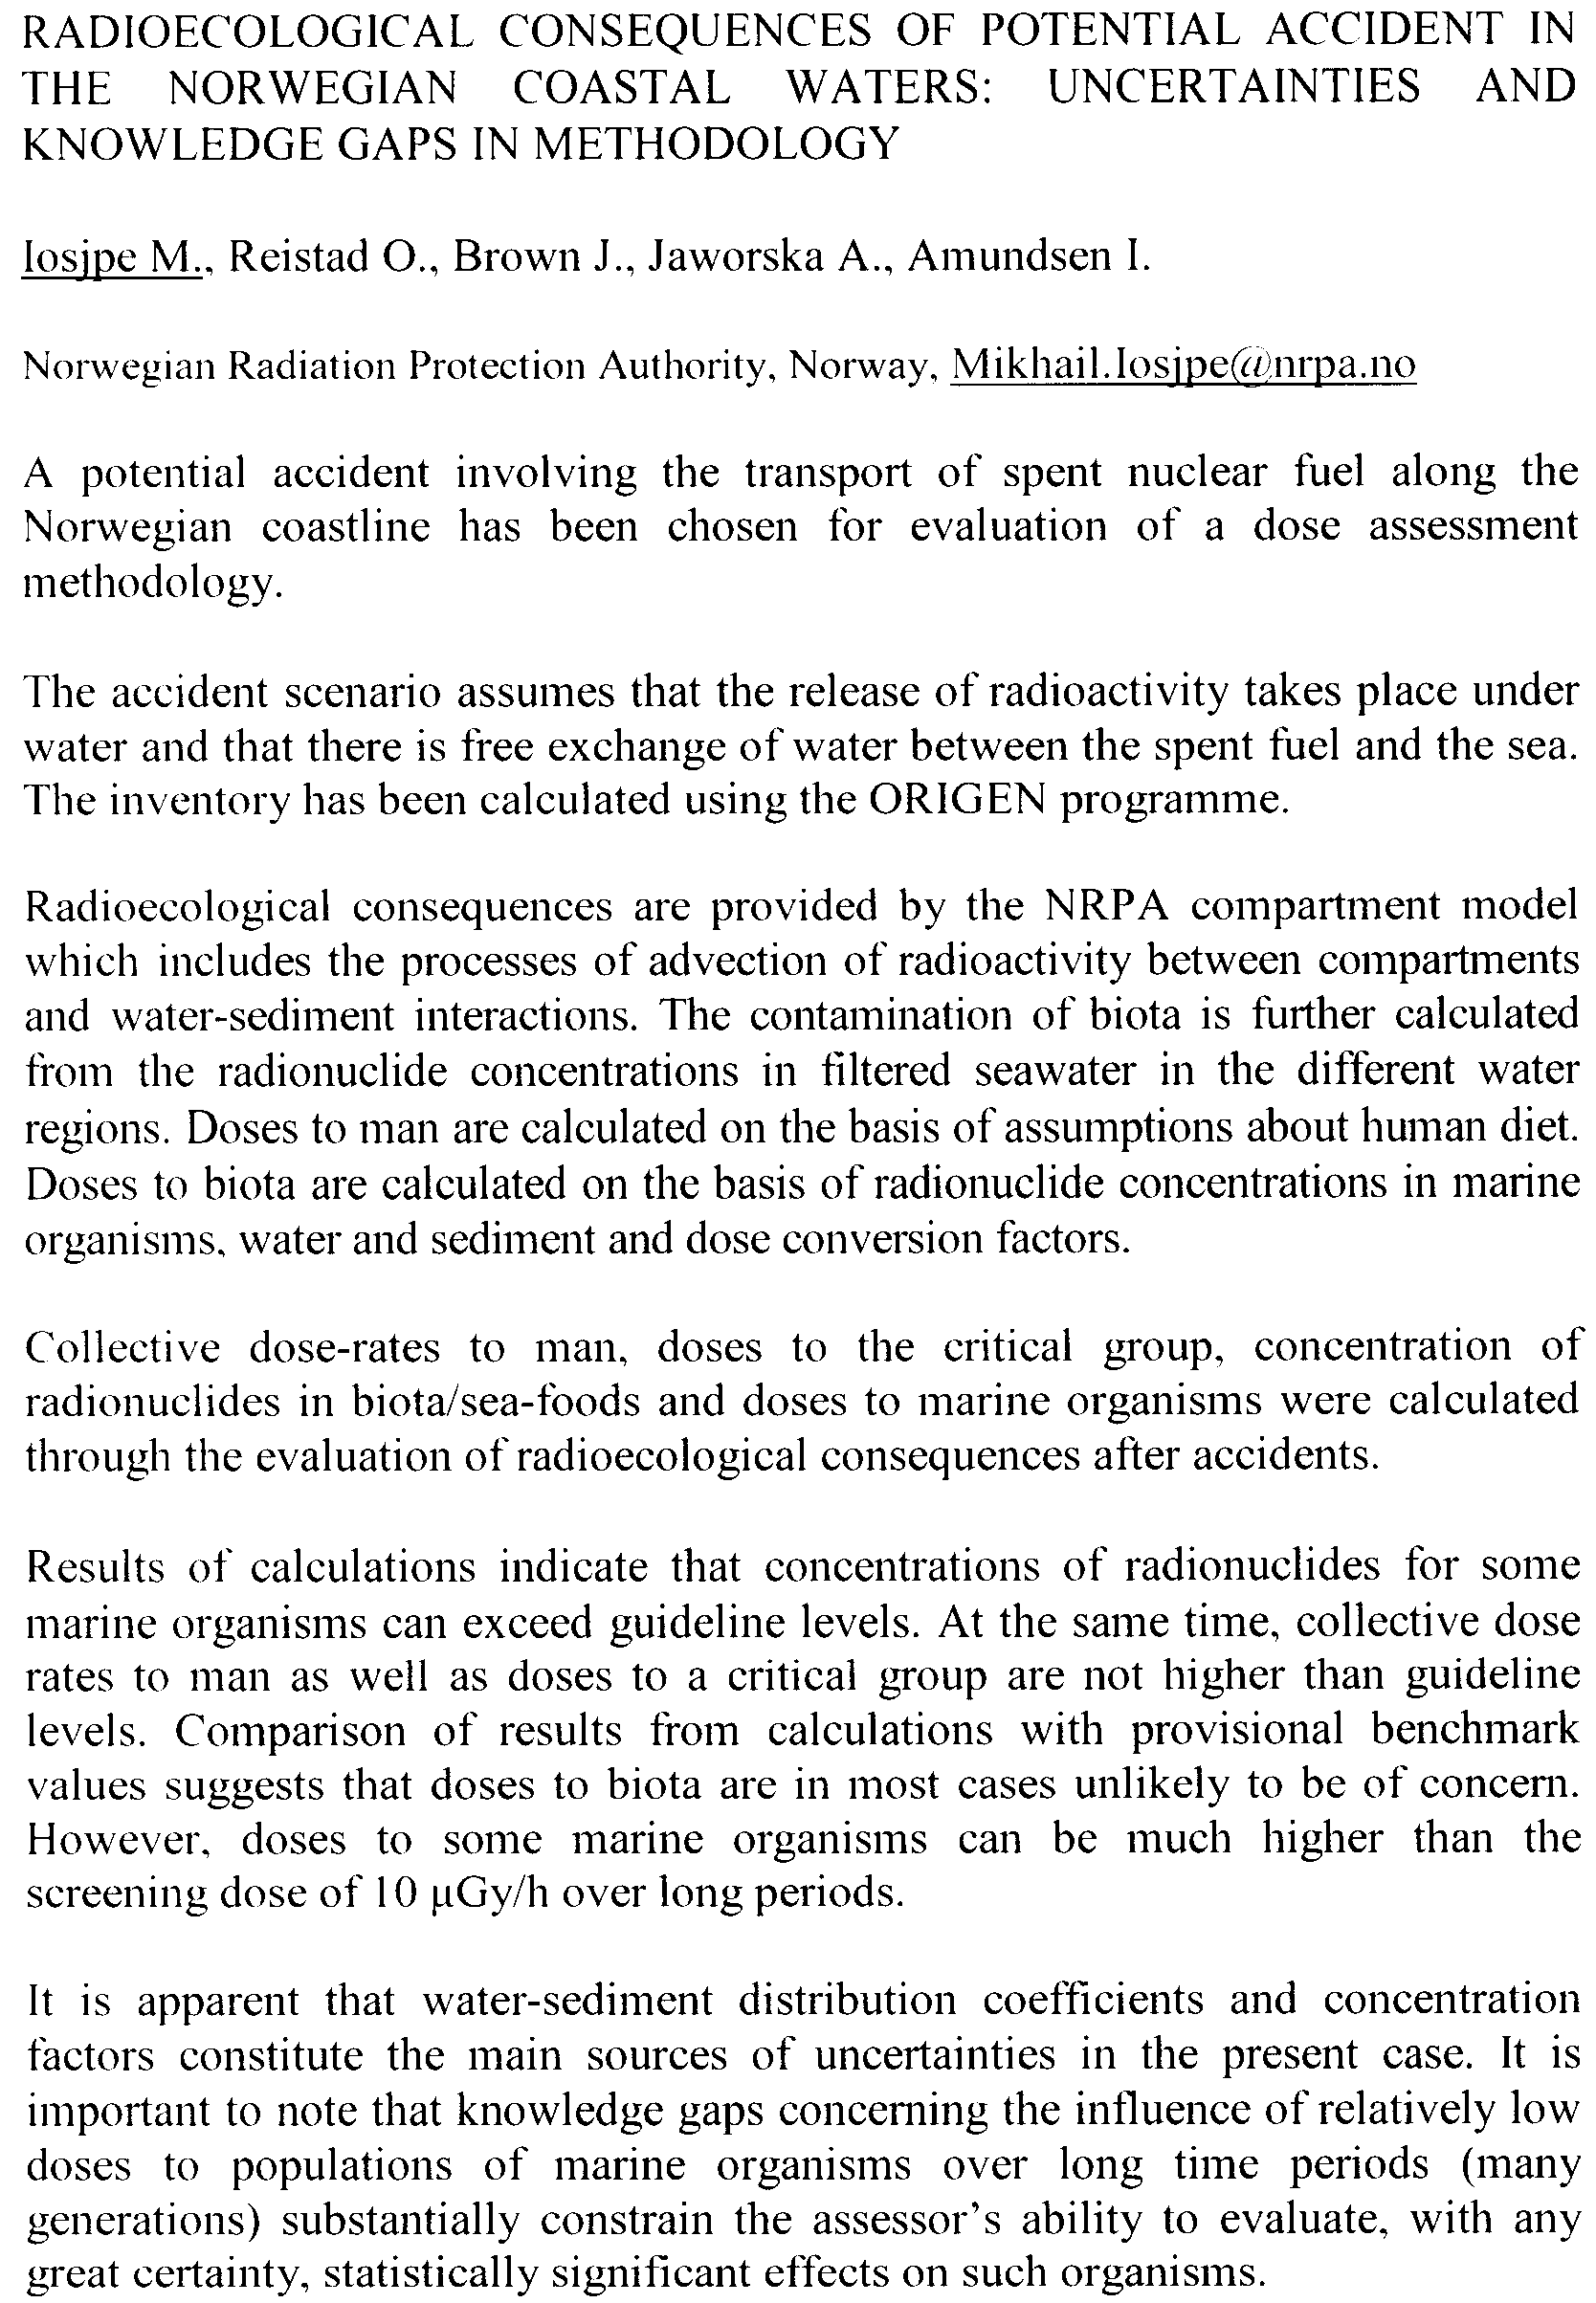 RADIOECOLOGICAL CONSEQUENCES OF POTENTIAL ACCIDENT IN
THE NORWEGIAN COASTAL WATERS: UNCERTAINTIES AND
KNOWLEDGE GAPS IN METHODOLOGY
Iosjpe M., Reistad O., Brown J., Jaworska A., Amundsen I.
Norwegian Radiation Protection Authority, Norway, Mikhail.Iosjpe@nrpa.no
A potential accident involving the transport of spent nuclear fuel along the
Norwegian coastline has been chosen for evaluation of a dose assessment
methodology.
The accident scenario assumes that the release of radioactivity takes place under
water and that there is free exchange of water between the spent fuel and the sea.
The inventory has been calculated using the ORIGEN programme.
Radioecological consequences are provided by the NRPA compartment model
which includes the processes of advection of radioactivity between compartments
and water-sediment interactions. The contamination of biota is further calculated
from the radionuclide concentrations in filtered seawater in the different water
regions. Doses to man are calculated on the basis of assumptions about human diet.
Doses to biota are calculated on the basis of radionuclide concentrations in marine
organisms, water and sediment and dose conversion factors.
Collective dose-rates to man, doses to the critical group, concentration of
radionuclides in biota/sea-foods and doses to marine organisms were calculated
through the evaluation of radioecological consequences after accidents.
Results of calculations indicate that concentrations of radionuclides for some
marine organisms can exceed guideline levels. At the same time, collective dose
rates to man as well as doses to a critical group are not higher than guideline
levels. Comparison of results from calculations with provisional benchmark
values suggests that doses to biota are in most cases unlikely to be of concern.
However, doses to some marine organisms can be much higher than the
screening dose of 10 µGy/h over long periods.
It is apparent that water-sediment distribution coefficients and concentration
factors constitute the main sources of uncertainties in the present case. It is
important to note that knowledge gaps concerning the influence of relatively low
doses to populations of marine organisms over long time periods (many
generations) substantially constrain the assessor's ability to evaluate, with any
great certainty, statistically significant effects on such organisms.